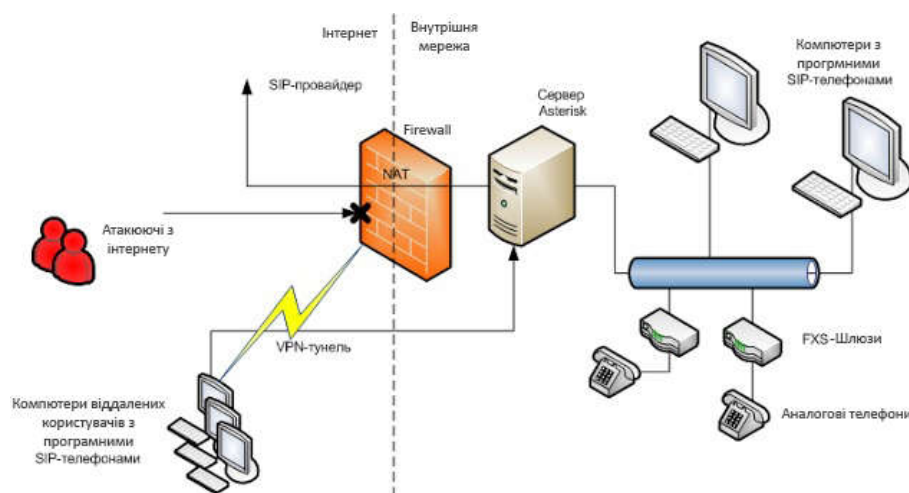 Інтернет
Внутрішня
мережа
SIP-провайдер
Firewall
NAT
Сервер
Asterisk
Компютери з
прогрмними
SIP-телефонами
Атакуючі з
інтернету
VPN-тунель
FXS-Шлюзи
Компютери віддалених
користувачів з
програмними
SIP-телефонами
Аналогові телефони